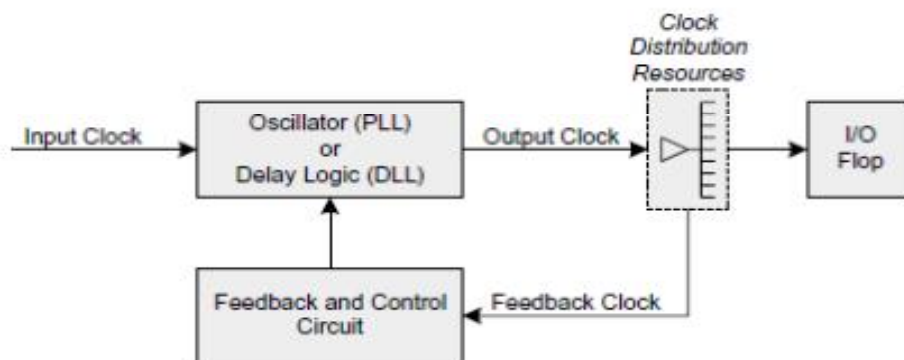 Clock
Distribution
Resources
Input Clock
Oscillator (PLL)
or
Delay Logic (DLL)
Output Clock
I/O
Flop
Feedback and Control
Circuit
Feedback Clock